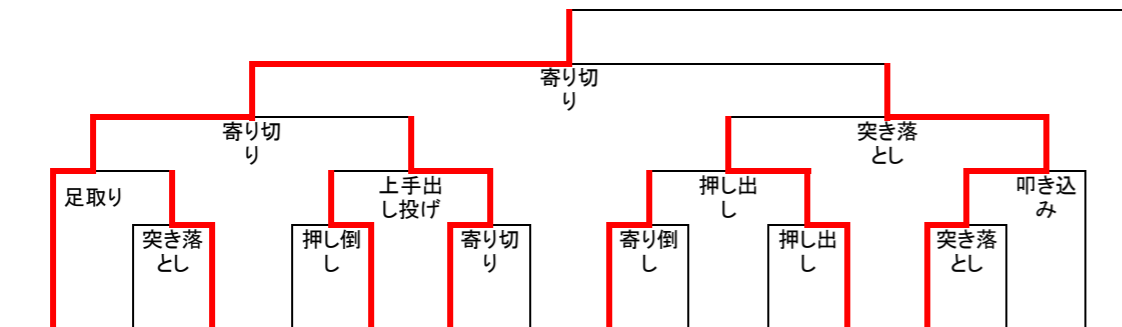 寄り切
り
寄り切
り
突き落
とし
足取り
上手出
し投げ
押し出
し
叩き込
み
突き落
とし
押し倒
し
寄り切
り
寄り倒
し
押し出
し
突き落
とし